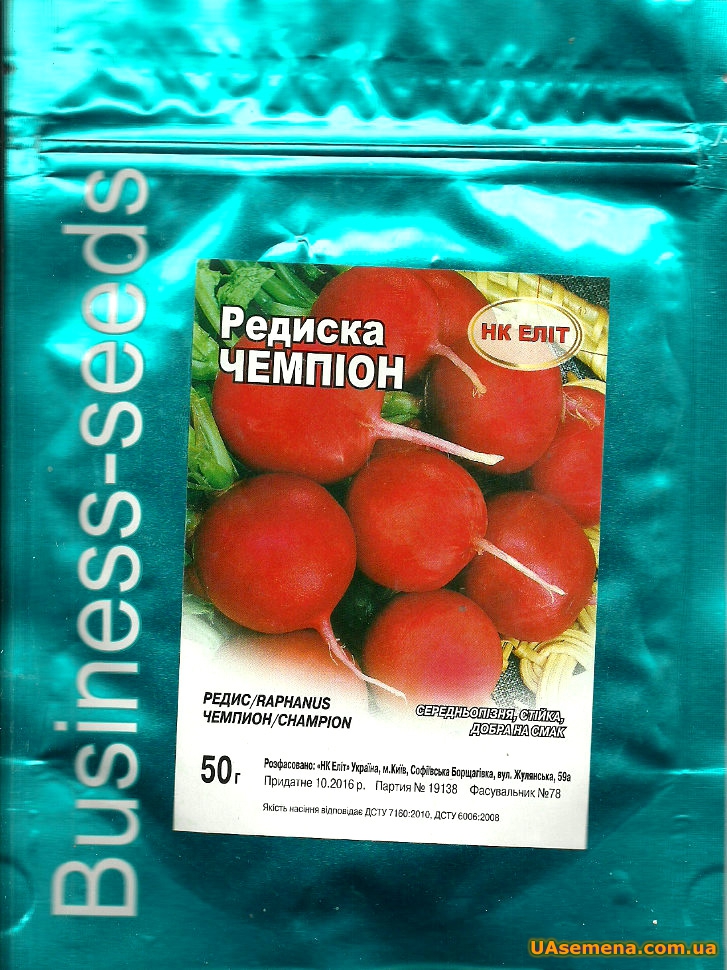 Business-seeds
Редиска
ЧЕМПІОН
НК ЕЛІТ
РЕДИС/RAPHANUS
ЧЕМПИОН/CHAMPION
СЕРЕДНЬОПІЗНЯ, СТІЙКА,
ДОБРА НА СМАК
50 г
Розфасовано: «НК Еліт» Україна, м.Київ, Софіївська Борщагівка, вул. Жулянська, 59а
Придатне 10.2016 р. Партия № 19138 Фасувальник №78
Якість насіння відповідає ДСТУ 7160:2010, ДСТУ 6006:2008
UAsemena.com.ua